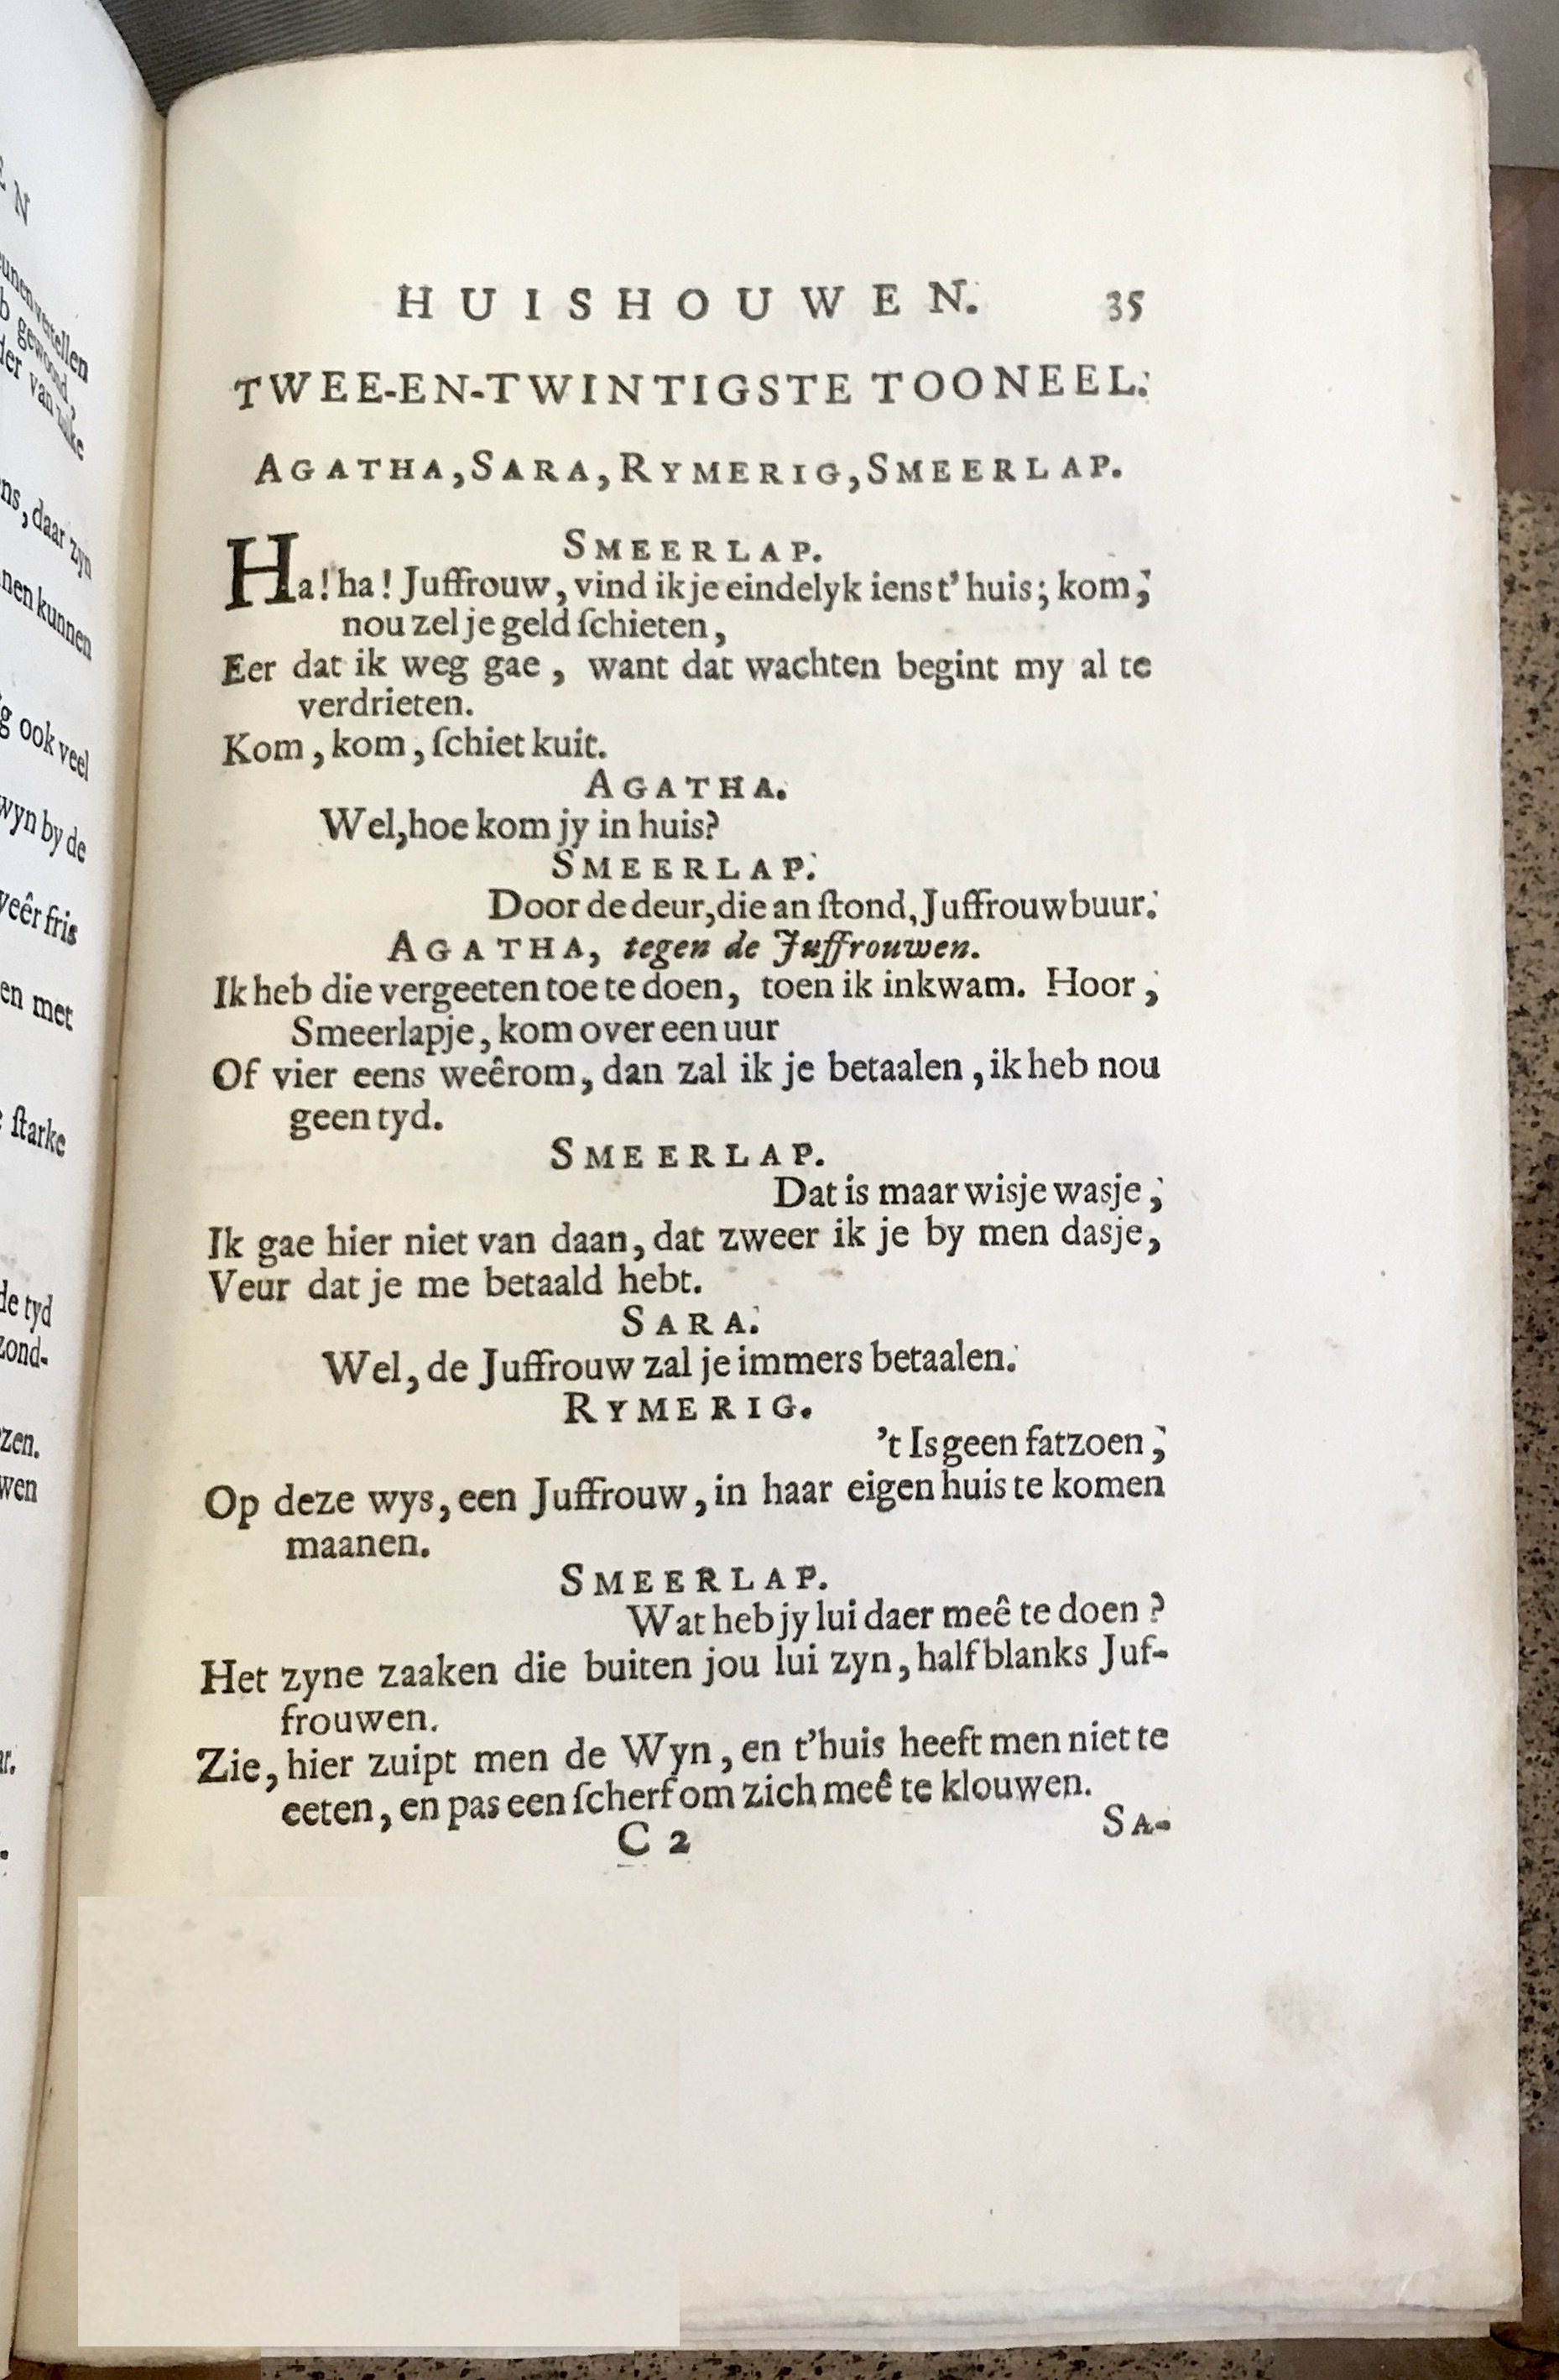 HUISHOUWEN. 35
TWEE-EN-TWINTIGSTE TOONEEL.
AGATHA, SARA, RYMERIG, SMEERLAP.
SMEERLAP.
Ha! ha! Juffrouw, vind ik je eindelyk iens t'huis; kom,
nou zel je geld ſchieten,
Eer dat ik weg gae, want dat wachten begint my al te
verdrieten.
Kom, kom, ſchiet kuit.
AGATHA.
Wel, hoe kom jy in huis?
SMEERLAP.
Door de deur, die an ſtond, Juffrouw buur.
AGATHA, tegen de Juffrouwen.
Ik heb die vergeeten toe te doen, toen ik inkwam. Hoor,
Smeerlapje, kom over een uur
Of vier eens weêrom, dan zal ik je betaalen, ik heb nou
geen tyd.
SMEERLAP.
Dat is maar wisje wasje,
Ik gae hier niet van daan, dat zweer ik je by men dasje,
Veur dat je me betaald hebt.
SARA.
Wel, de Juffrouw zal je immers betaalen.
RYMERIG.
't Is geen fatzoen,
Op deze wys, een Juffrouw, in haar eigen huis te komen
maanen.
SMEERLAP.
Wat heb jy lui daer meê te doen?
Het zyne zaaken die buiten jou lui zyn, half blanks Juf-
frouwen.
Zie, hier zuipt men de Wyn, en t'huis heeft men niet te
eeten, en pas een ſcherf om zich meê te klouwen.
C 2 SA-